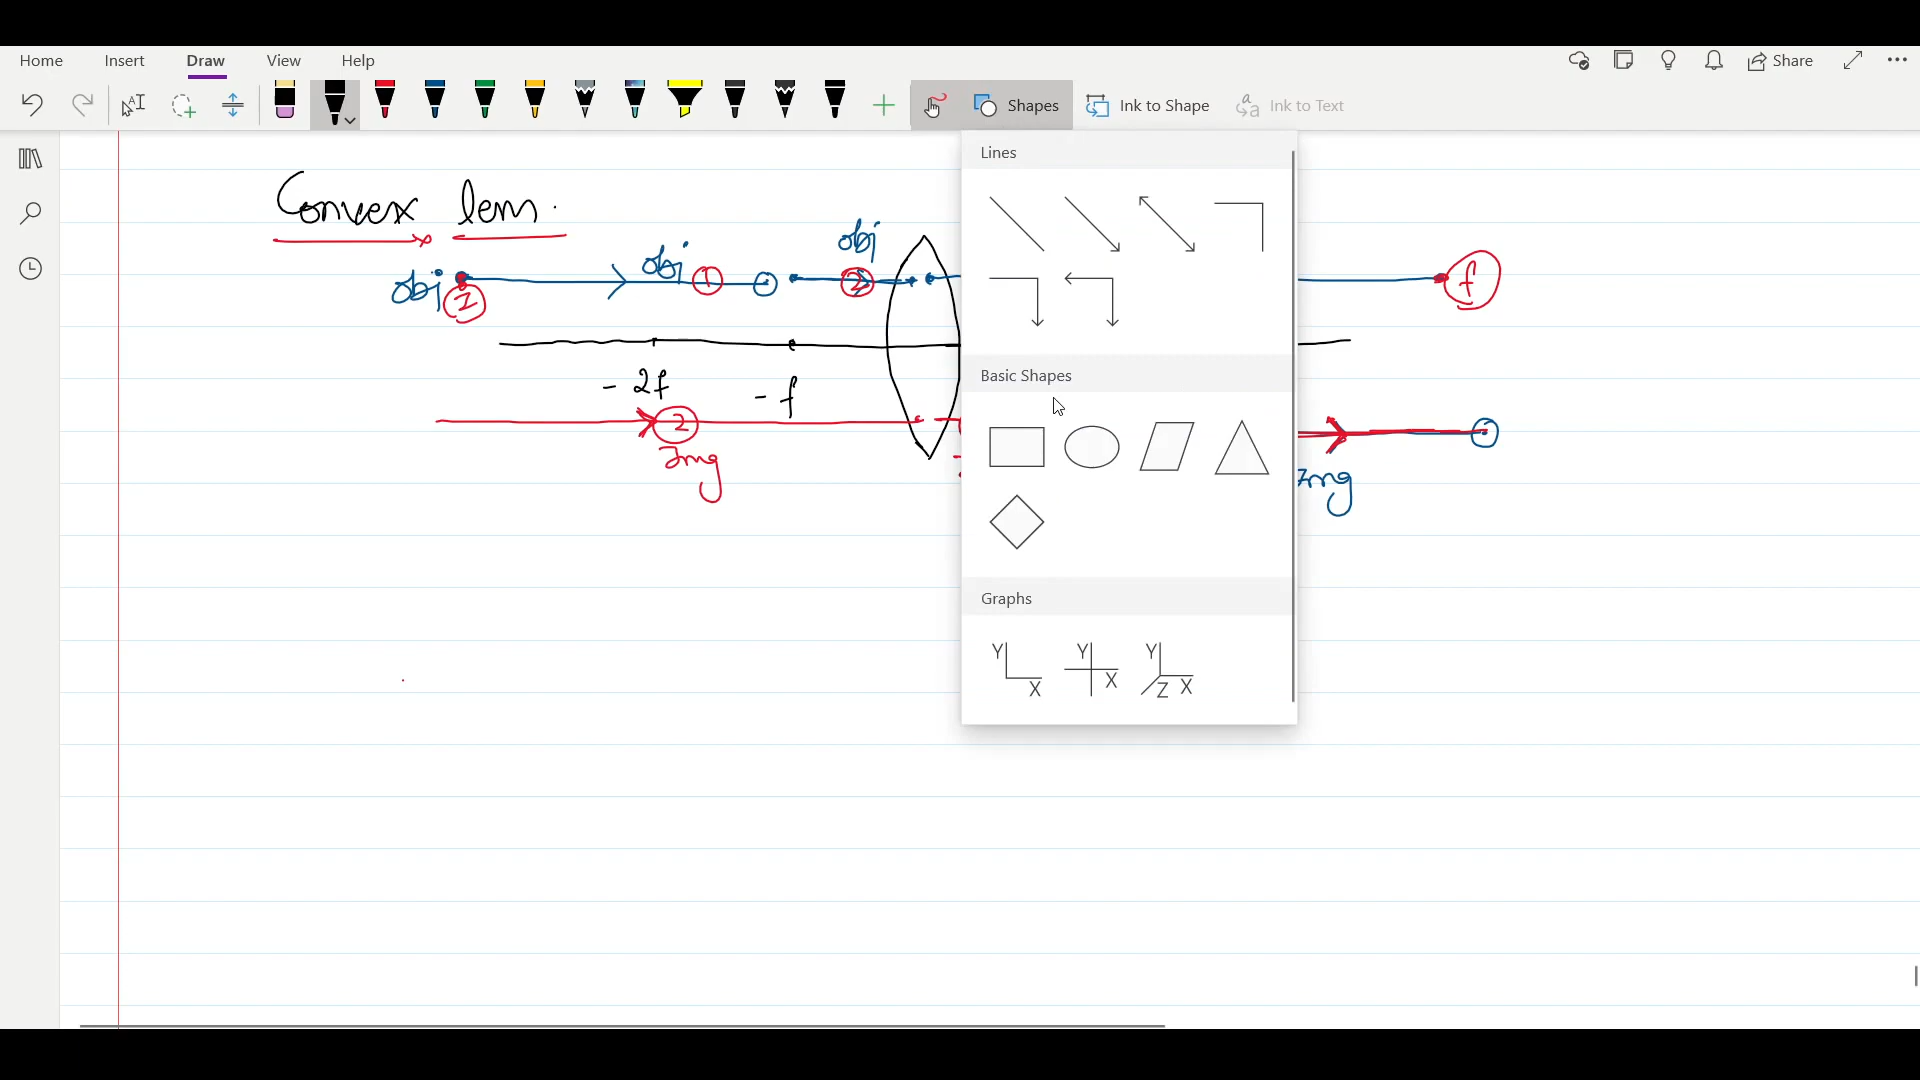 Home Insert Draw View Help
Share
Shapes Ink to Shape Ink to Text
Lines
Convex lens.
obj
obj 1
obj 2
f
- 2f
- f
2
Img
Img
Basic Shapes
Graphs
Y X Y X Y Z X